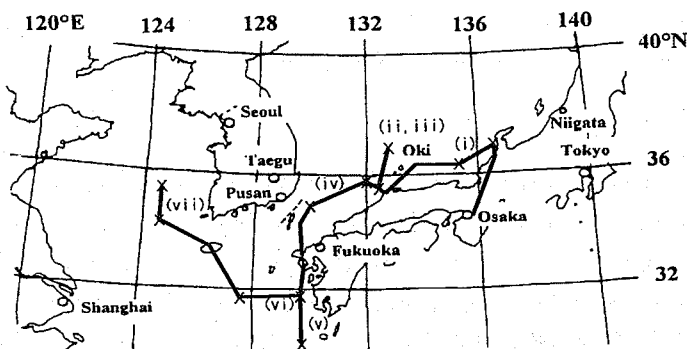 120°E 124 128 132 136 140
40°N
Seoul
(ii, iii)
Oki
(i)
Niigata
Tokyo
Taegu
36
Pusan
(iv)
(vii)
Osaka
Fukuoka
32
Shanghai
(vi)
(v)